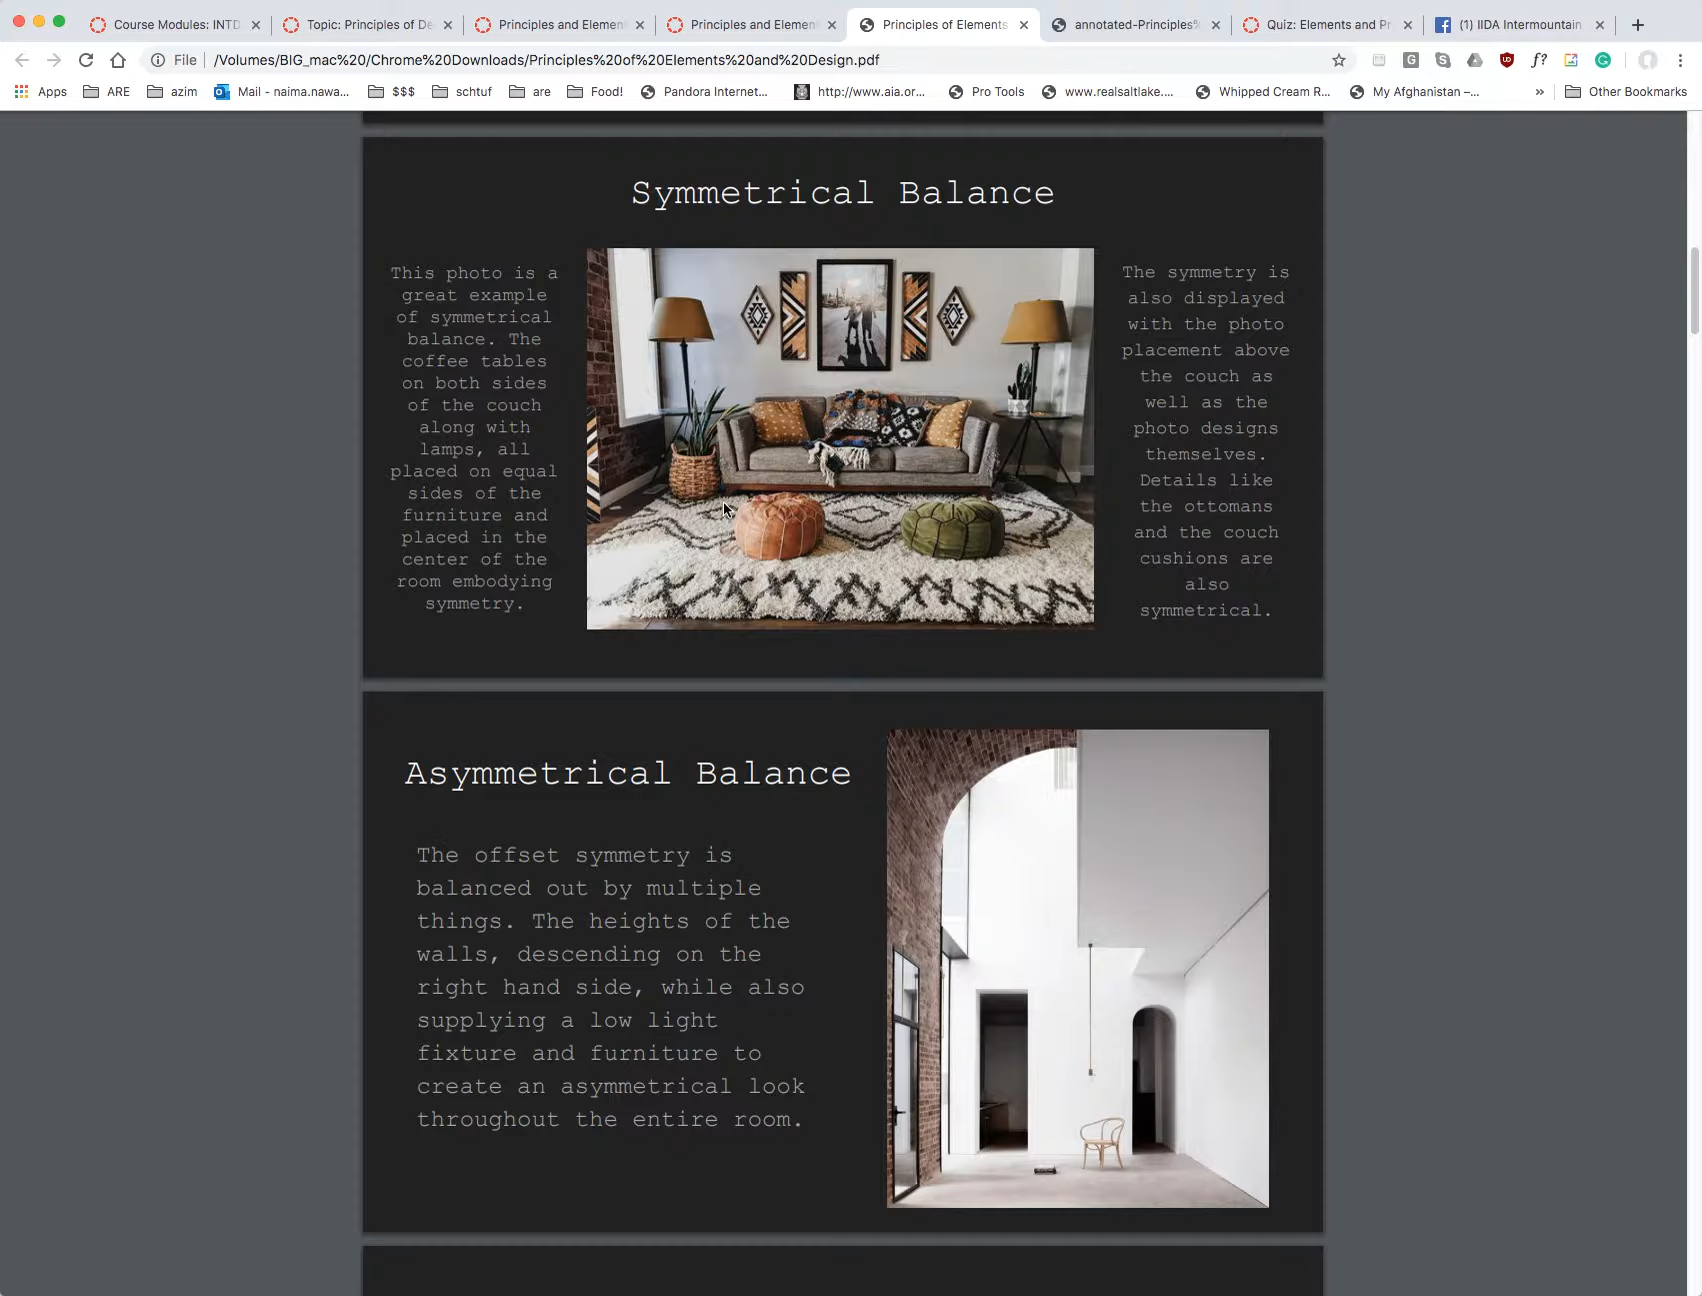 Course Modules: INTD
Topic: Principles of De
Principles and Elemen
Principles and Elemen
Principles of Elements
annotated-Principles%
Quiz: Elements and Pr
(1) IIDA Intermountain
File
/Volumes/BIG_mac%20/Chrome%20Downloads/Principles%20of%20Elements%20and%20Design.pdf
Apps
ARE
azim
Mail - naima.nawa...
$$$
schtuf
are
Food!
Pandora Internet...
http://www.aia.or...
Pro Tools
www.realsaltlake....
Whipped Cream R...
My Afghanistan –...
»
Other Bookmarks
Symmetrical Balance
This photo is a
great example
of symmetrical
balance. The
coffee tables
on both sides
of the couch
along with
lamps, all
placed on equal
sides of the
furniture and
placed in the
center of the
room embodying
symmetry.
The symmetry is
also displayed
with the photo
placement above
the couch as
well as the
photo designs
themselves.
Details like
the ottomans
and the couch
cushions are
also
symmetrical.
Asymmetrical Balance
The offset symmetry is
balanced out by multiple
things. The heights of the
walls, descending on the
right hand side, while also
supplying a low light
fixture and furniture to
create an asymmetrical look
throughout the entire room.